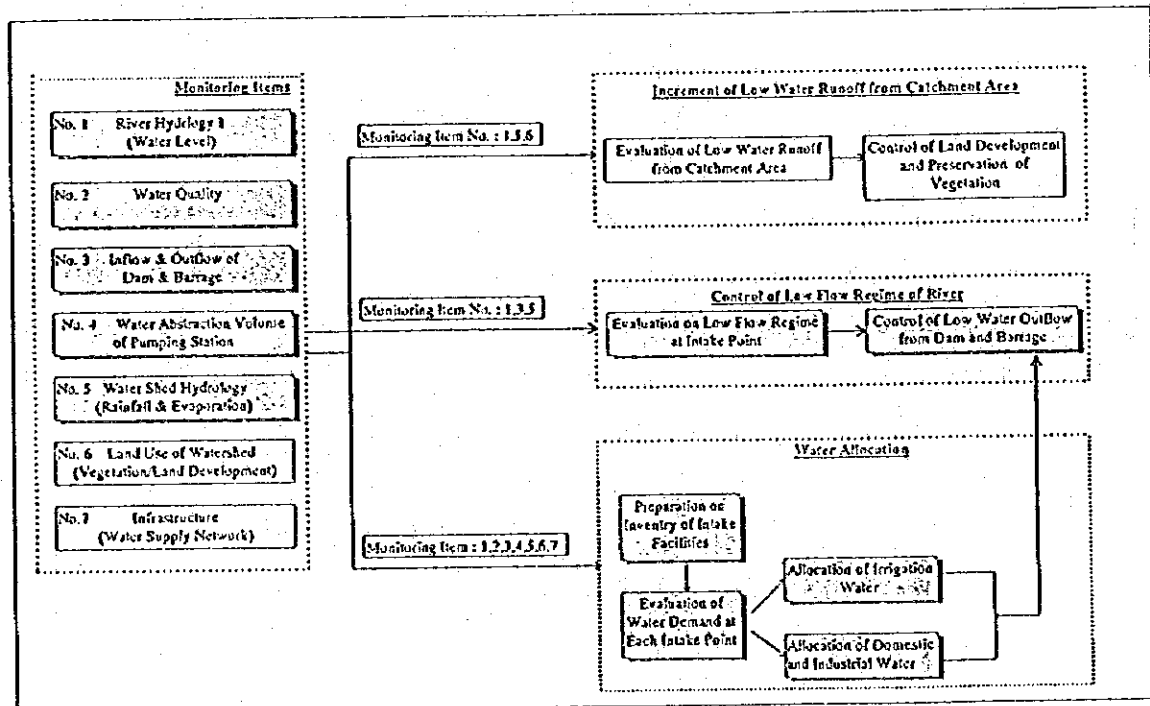 Monitoring Items
No. 1 River Hydrology 1
(Water Level)
No. 2 Water Quality
No. 3 Inflow & Outflow of
Dam & Barrage
No. 4 Water Abstraction Volume
of Pumping Station
No. 5 Water Shed Hydrology
(Rainfall & Evaporation)
No. 6 Land Use of Watershed
(Vegetation/Land Development)
No. 7 Infrastructure
(Water Supply Network)
Monitoring Item No. : 1,5,6
Monitoring Item No. : 1,3,5
Monitoring Item : 1,2,3,4,5,6,7
Increment of Low Water Runoff from Catchment Area
Evaluation of Low Water Runoff
from Catchment Area
Control of Land Development
and Preservation of
Vegetation
Control of Low Flow Regime of River
Evaluation on Low Flow Regime
at Intake Point
Control of Low Water Outflow
from Dam and Barrage
Water Allocation
Preparation on
Inventry of Intake
Facilities
Evaluation of
Water Demand at
Each Intake Point
Allocation of Irrigation
Water
Allocation of Domestic
and Industrial Water